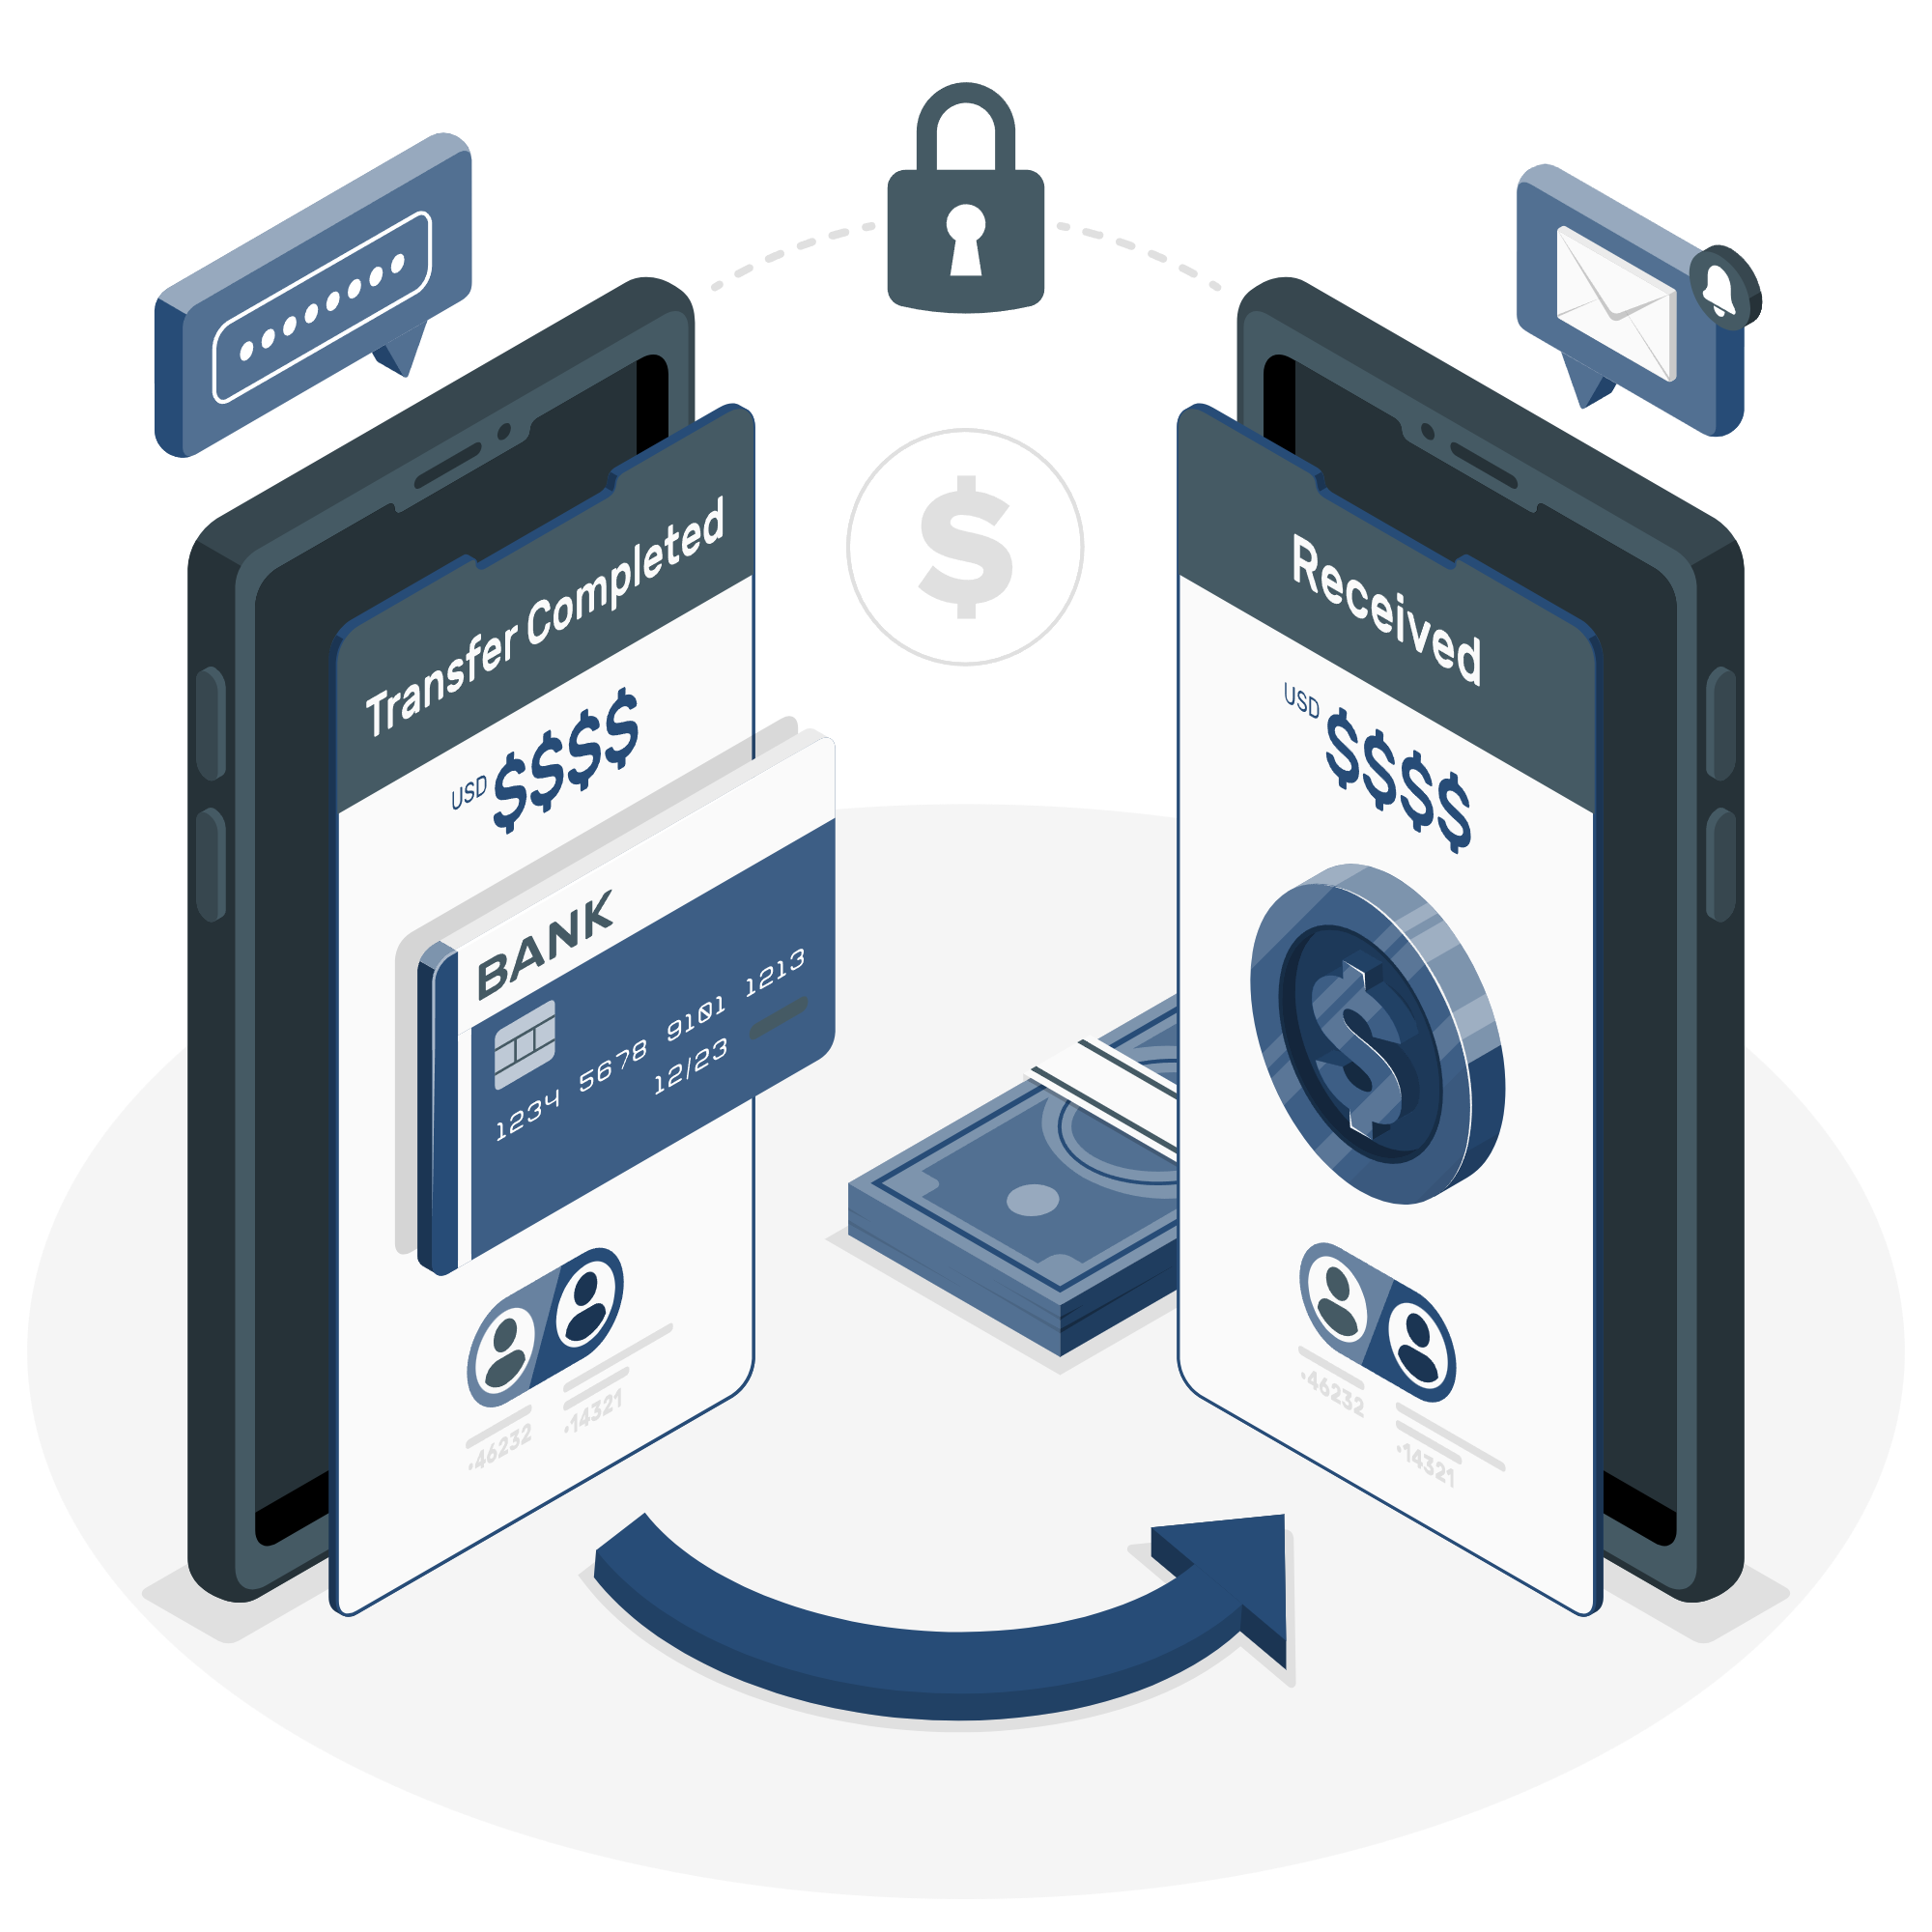 Transfer Completed
USD $$$$
BANK
1234 5678 9101 1213
12/23
·46232
·14321
$
Received
USD $$$$
$
·46232
·14321